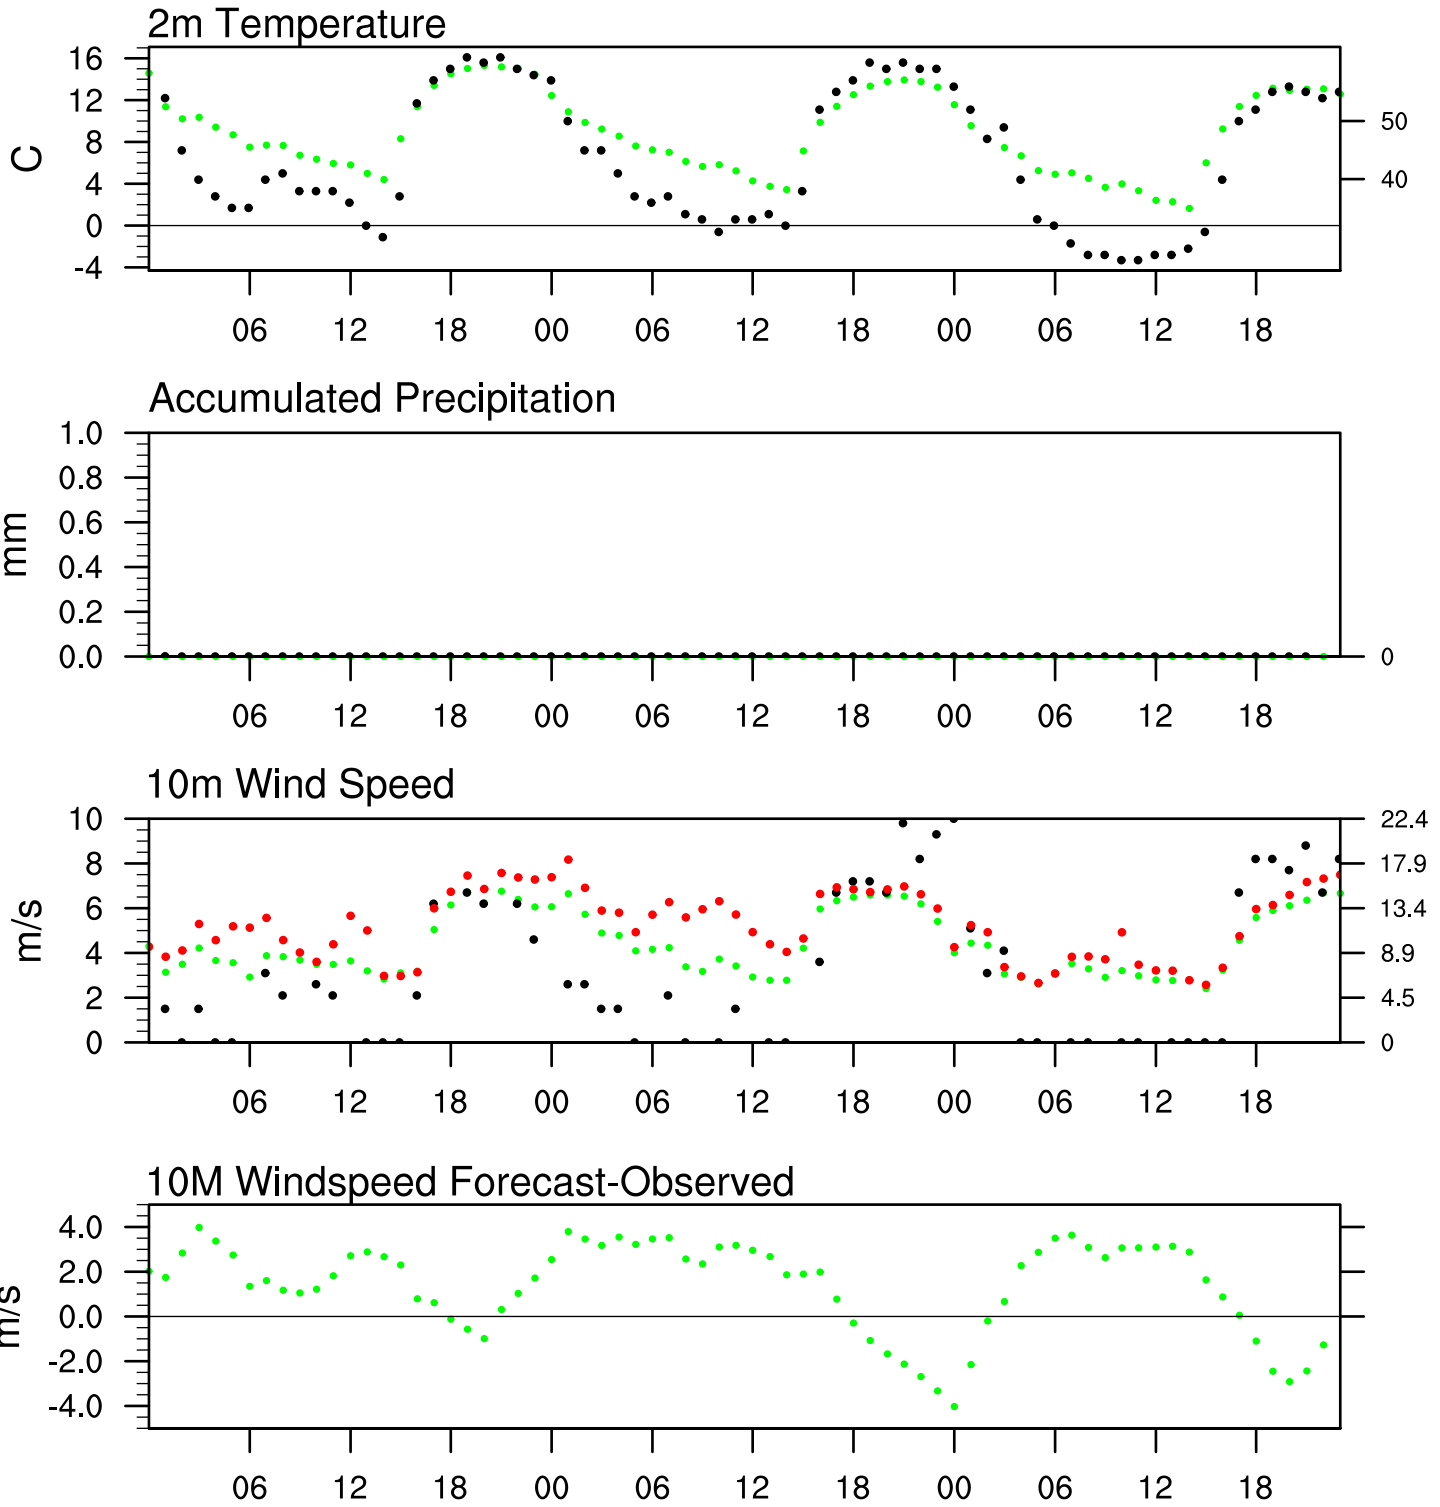 2m Temperature
16
12
8
4
0
-4
C
50
40
06 12 18 00 06 12 18 00 06 12 18
Accumulated Precipitation
1.0
0.8
0.6
0.4
0.2
0.0
mm
0
06 12 18 00 06 12 18 00 06 12 18
10m Wind Speed
10
8
6
4
2
0
m/s
22.4
17.9
13.4
8.9
4.5
0
06 12 18 00 06 12 18 00 06 12 18
10M Windspeed Forecast-Observed
4.0
2.0
0.0
-2.0
-4.0
m/s
06 12 18 00 06 12 18 00 06 12 18